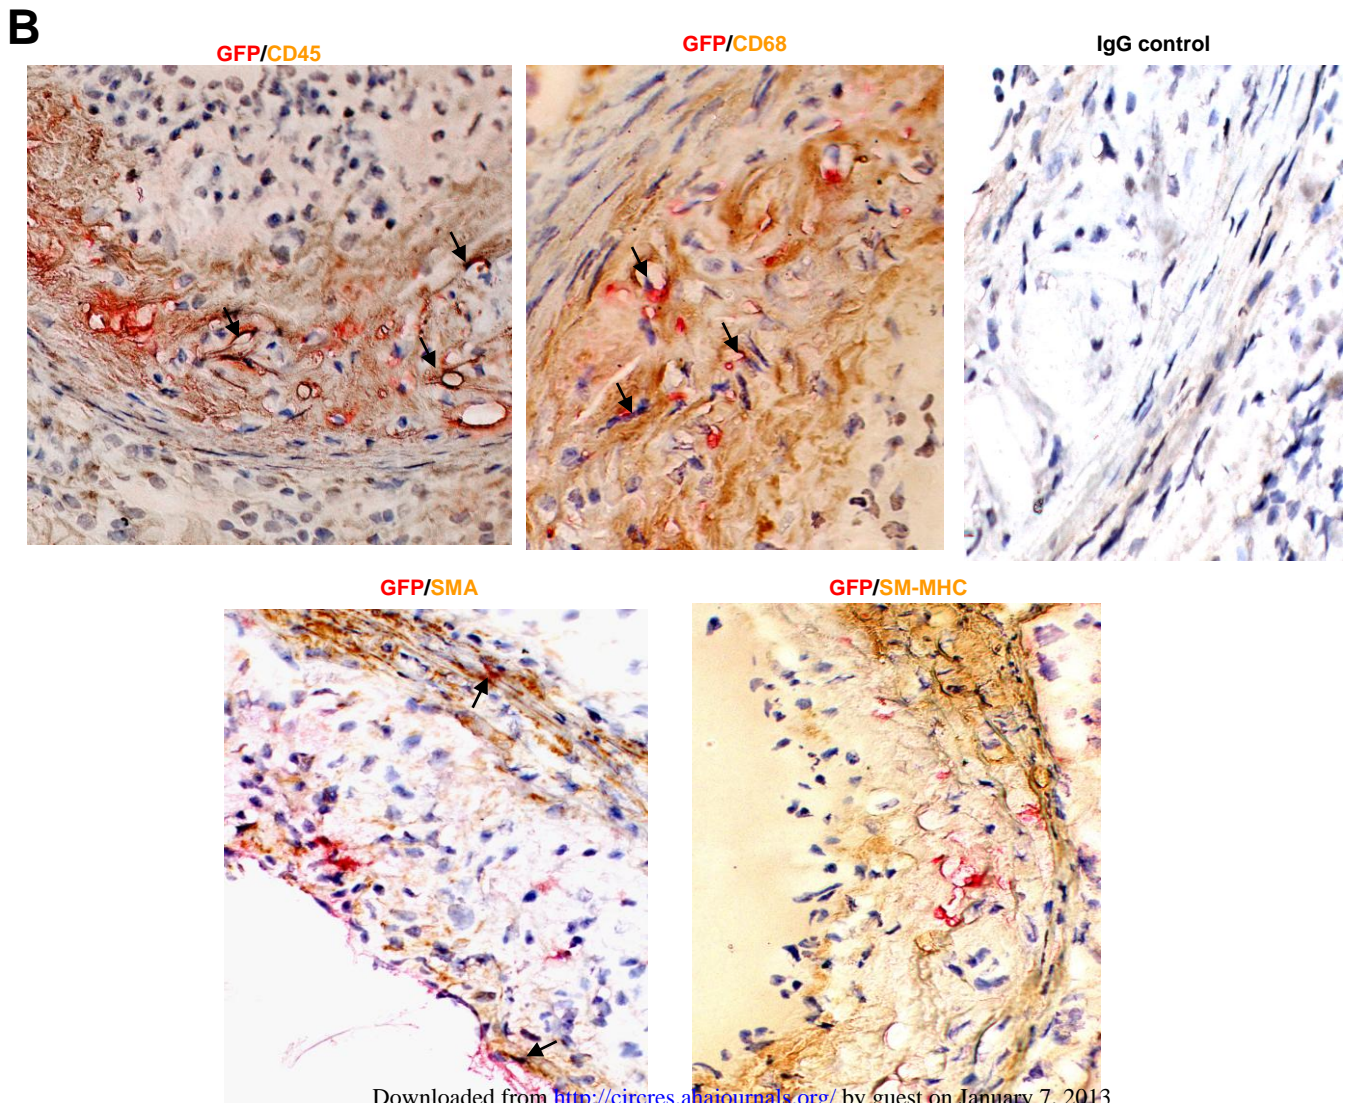 B
GFP/CD45
GFP/CD68
IgG control
GFP/SMA
GFP/SM-MHC
Downloaded from http://circres.ahajournals.org/ by guest on January 7, 2013